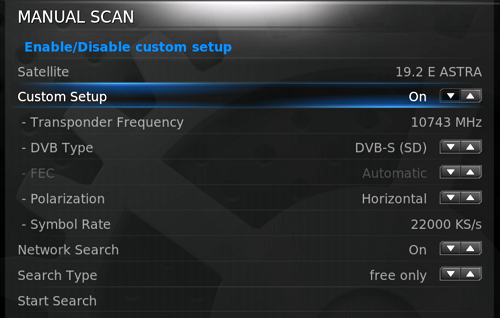 MANUAL SCAN
Enable/Disable custom setup
Satellite 19.2 E ASTRA
Custom Setup On
- Transponder Frequency 10743 MHz
- DVB Type DVB-S (SD)
- FEC Automatic
- Polarization Horizontal
- Symbol Rate 22000 KS/s
Network Search On
Search Type free only
Start Search